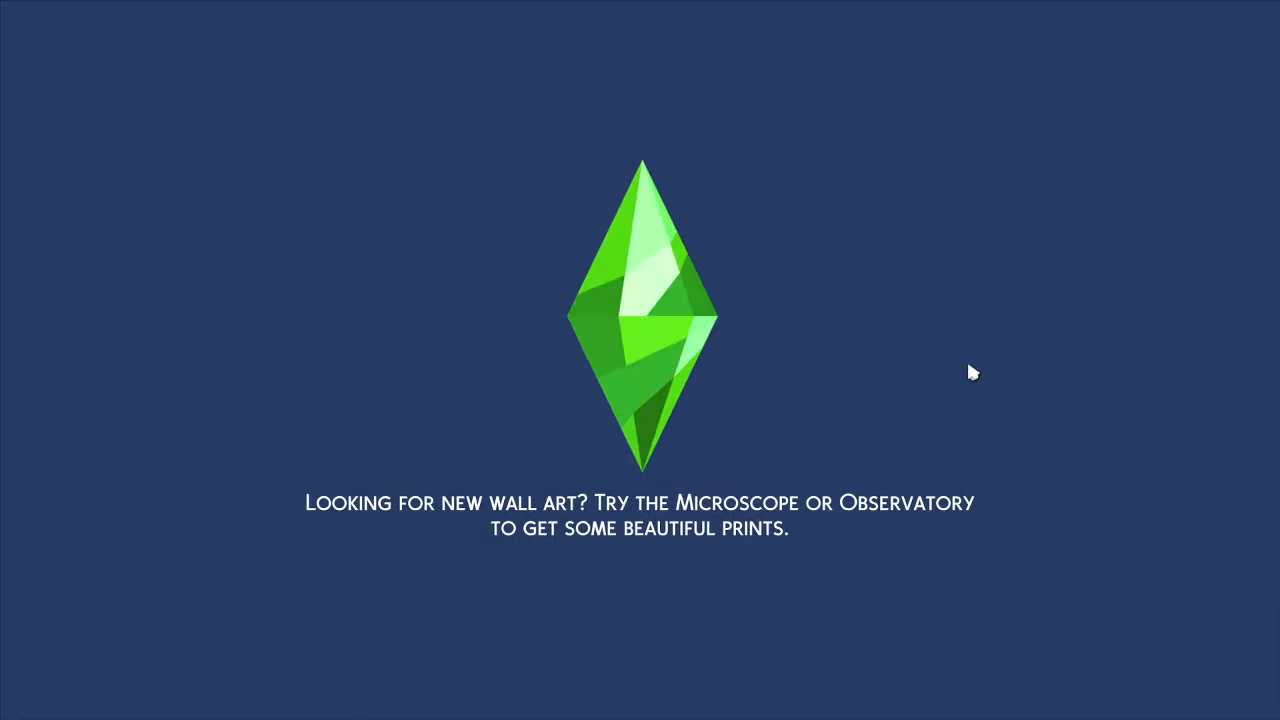 Looking for new wall art? Try the Microscope or Observatory
to get some beautiful prints.